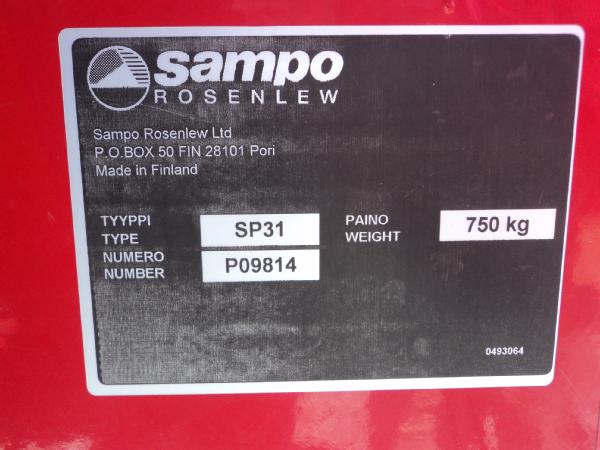 sampo
ROSENLEW
Sampo Rosenlew Ltd
P.O.BOX 50 FIN 28101 Pori
Made in Finland
TYYPPI
TYPE
SP31
PAINO
WEIGHT
750 kg
NUMERO
NUMBER
P09814
0493064